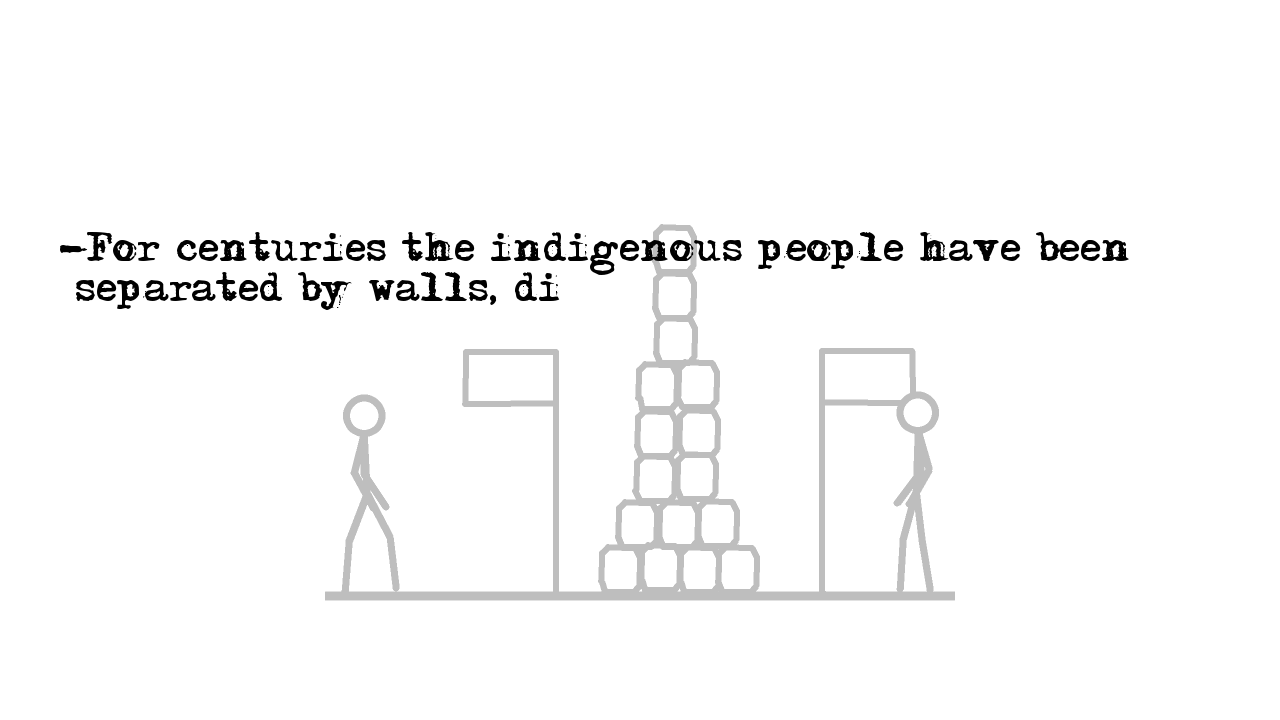 -For centuries the indigenous people have been
separated by walls, di